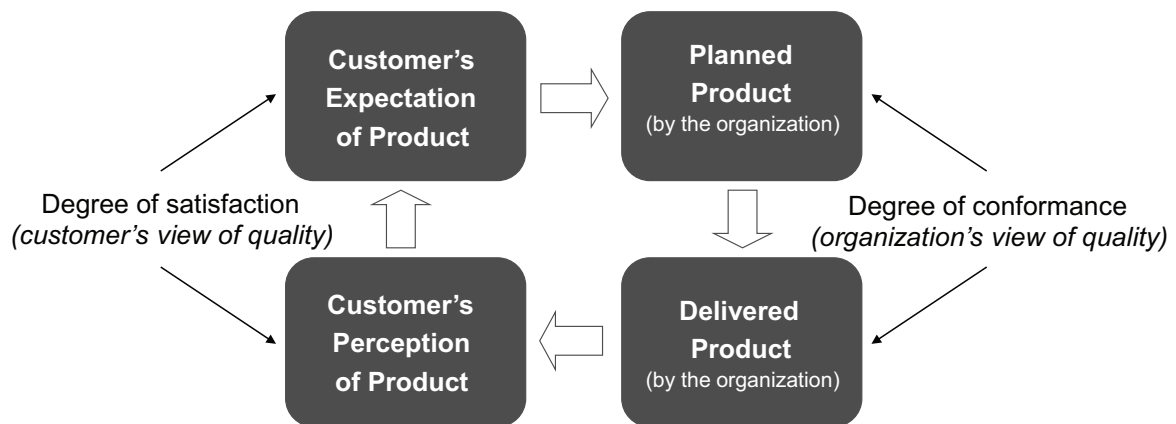 Customer’s
Expectation
of Product
Planned
Product
(by the organization)
Degree of satisfaction
(customer’s view of quality)
Degree of conformance
(organization’s view of quality)
Customer’s
Perception
of Product
Delivered
Product
(by the organization)